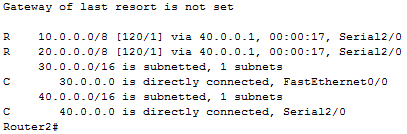 Gateway of last resort is not set

R    10.0.0.0/8 [120/1] via 40.0.0.1, 00:00:17, Serial2/0
R    20.0.0.0/8 [120/1] via 40.0.0.1, 00:00:17, Serial2/0
     30.0.0.0/16 is subnetted, 1 subnets
C       30.0.0.0 is directly connected, FastEthernet0/0
     40.0.0.0/16 is subnetted, 1 subnets
C       40.0.0.0 is directly connected, Serial2/0
Router2#